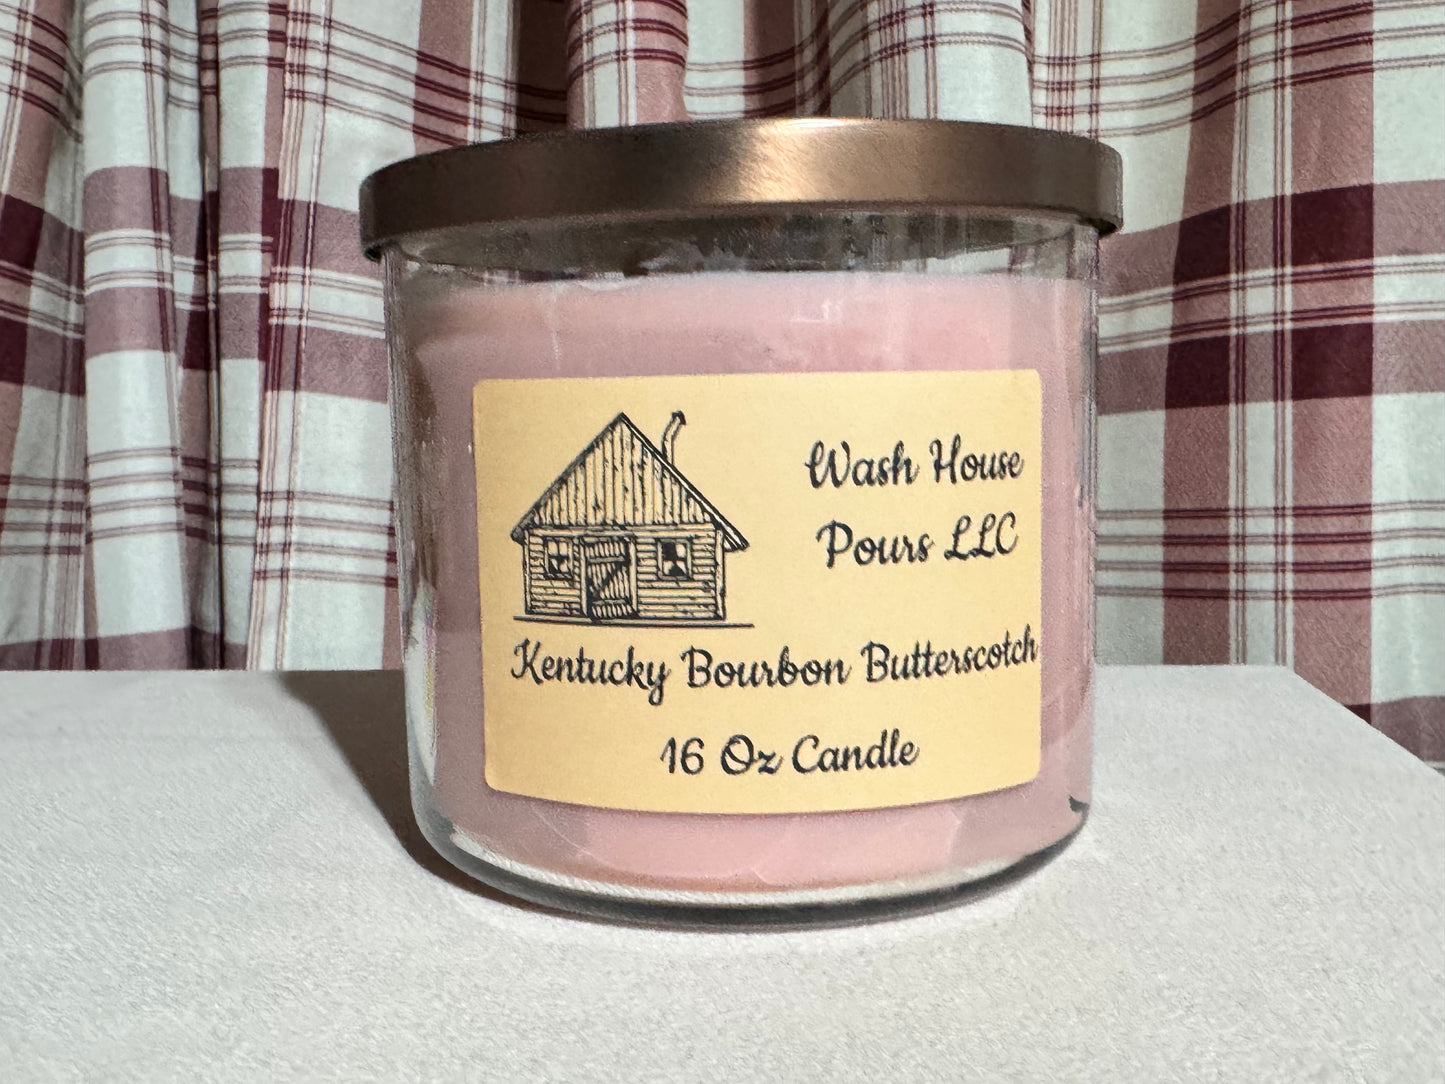 Wash House
Pours LLC
Kentucky Bourbon Butterscotch
16 Oz Candle